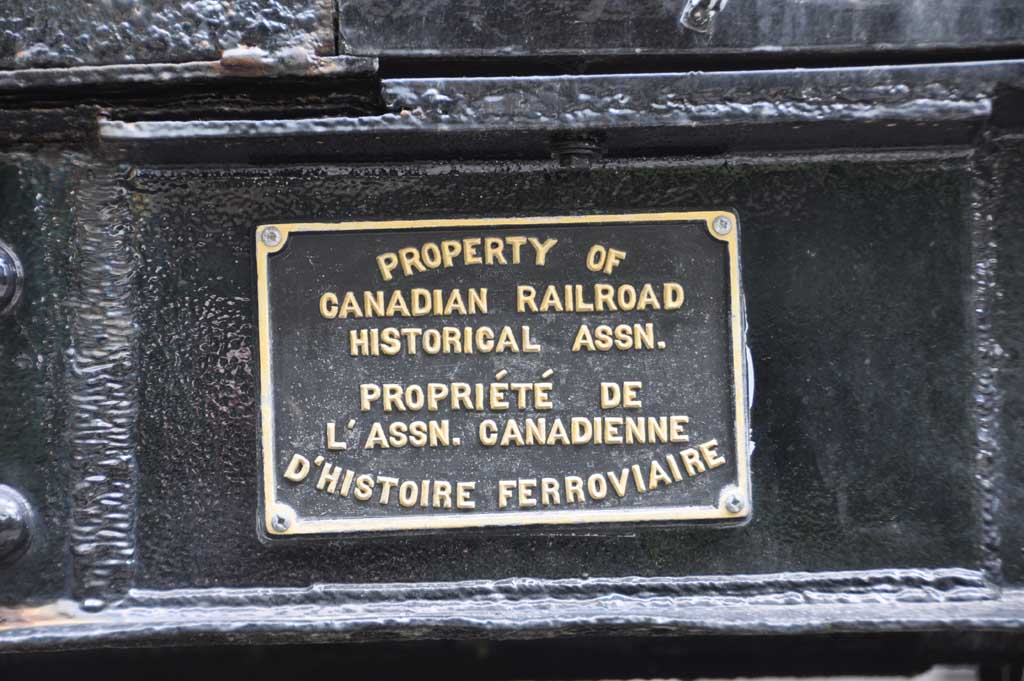 PROPERTY OF
CANADIAN RAILROAD
HISTORICAL ASSN.
PROPRIÉTÉ DE
L'ASSN. CANADIENNE
D'HISTOIRE FERROVIAIRE